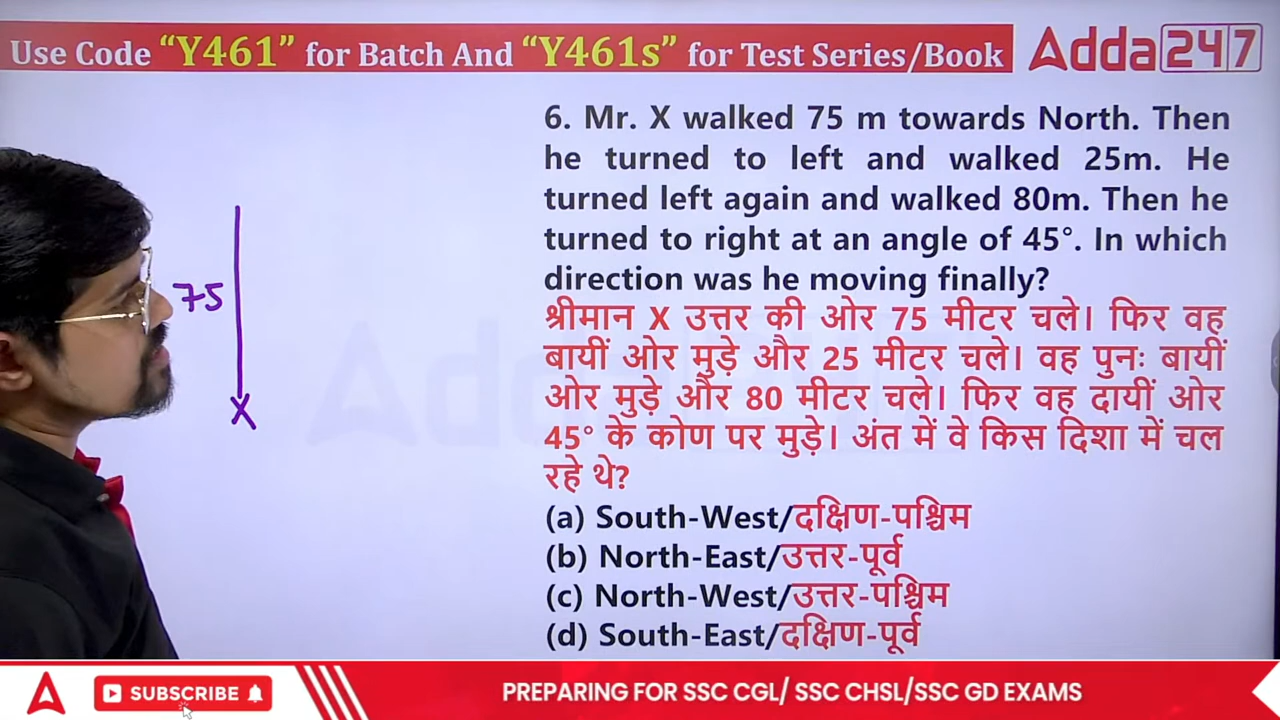 Use Code “Y461” for Batch And “Y461s” for Test Series/Book
Adda247
6. Mr. X walked 75 m towards North. Then
he turned to left and walked 25m. He
turned left again and walked 80m. Then he
turned to right at an angle of 45°. In which
direction was he moving finally?
श्रीमान X उत्तर की ओर 75 मीटर चले। फिर वह
बायीं ओर मुड़े और 25 मीटर चले। वह पुनः बायीं
ओर मुड़े और 80 मीटर चले। फिर वह दायीं ओर
45° के कोण पर मुड़े। अंत में वे किस दिशा में चल
रहे थे?
(a) South-West/दक्षिण-पश्चिम
(b) North-East/उत्तर-पूर्व
(c) North-West/उत्तर-पश्चिम
(d) South-East/दक्षिण-पूर्व
75
X
SUBSCRIBE
PREPARING FOR SSC CGL/ SSC CHSL/SSC GD EXAMS